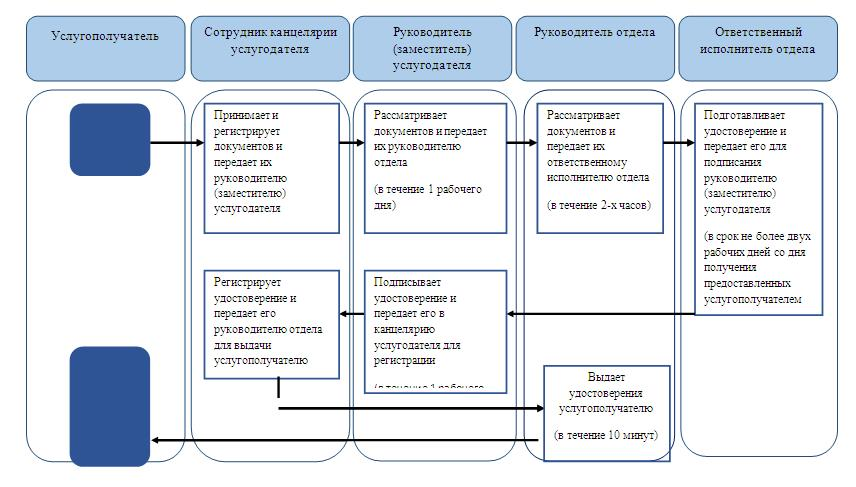 Услугополучатель
Сотрудник канцелярии
услугодателя
Руководитель
(заместитель)
услугодателя
Руководитель отдела
Ответственный
исполнитель отдела
Принимает и
регистрирует
документов и
передает их
руководителю
(заместителю)
услугодателя
Рассматривает
документов и передает
их руководителю
отдела
(в течение 1 рабочего
дня)
Рассматривает
документов и
передает их
ответственному
исполнителю отдела
(в течение 2-х часов)
Подготавливает
удостоверение и
передает его для
подписания
руководителю
(заместителю)
услугодателя
(в срок не более двух
рабочих дней со дня
получения
предоставленных
услугополучателем
Регистрирует
удостоверение и
передает его
руководителю отдела
для выдачи
услугополучателю
Подписывает
удостоверение и
передает его в
канцелярию
услугодателя для
регистрации
(в течение 1 рабочего
Выдает
удостоверения
услугополучателю
(в течение 10 минут)